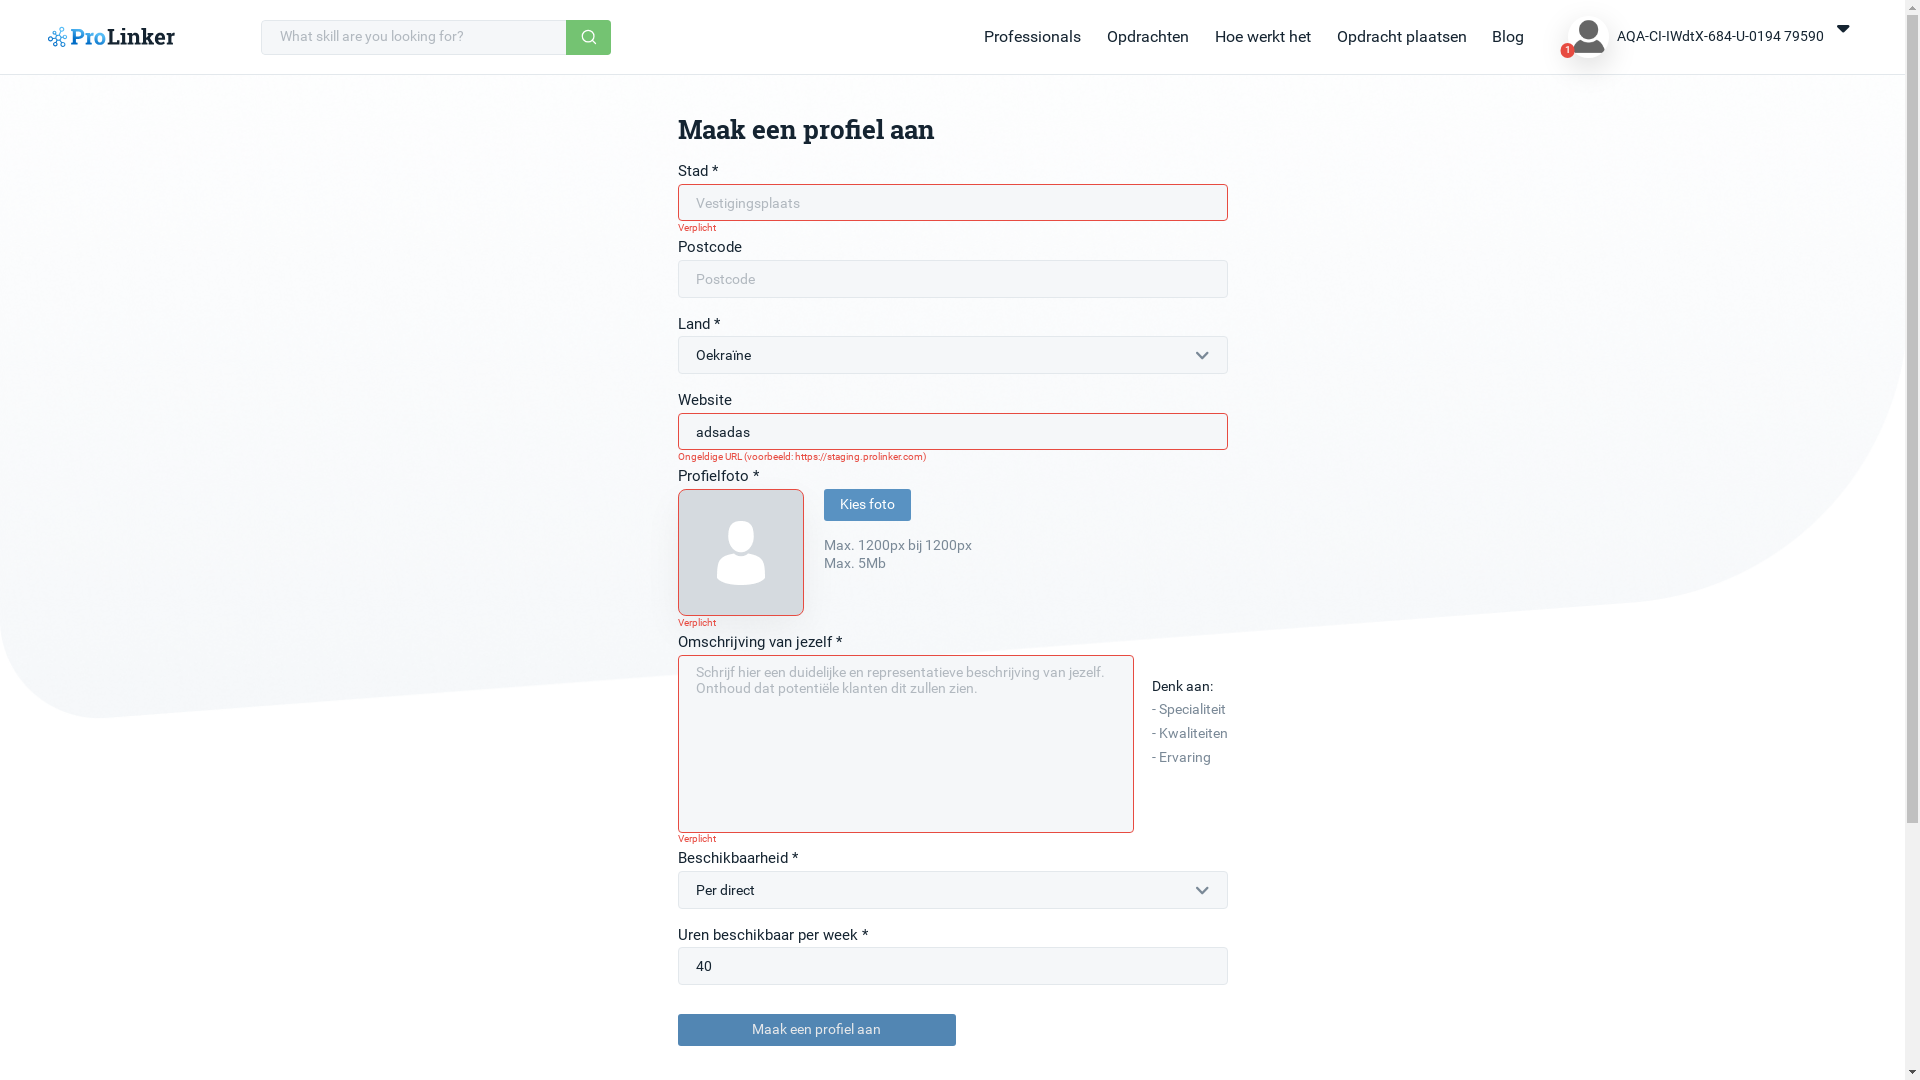 ProLinker
What skill are you looking for?
Professionals
Opdrachten
Hoe werkt het
Opdracht plaatsen
Blog
1
AQA-CI-IWdtX-684-U-0194 79590
Maak een profiel aan
Stad *
Vestigingsplaats
Verplicht
Postcode
Postcode
Land *
Oekraïne
Website
adsadas
Ongeldige URL (voorbeeld: https://staging.prolinker.com)
Profielfoto *
Kies foto
Max. 1200px bij 1200px
Max. 5Mb
Verplicht
Omschrijving van jezelf *
Schrijf hier een duidelijke en representatieve beschrijving van jezelf.
Onthoud dat potentiële klanten dit zullen zien.
Denk aan:
- Specialiteit
- Kwaliteiten
- Ervaring
Verplicht
Beschikbaarheid *
Per direct
Uren beschikbaar per week *
40
Maak een profiel aan